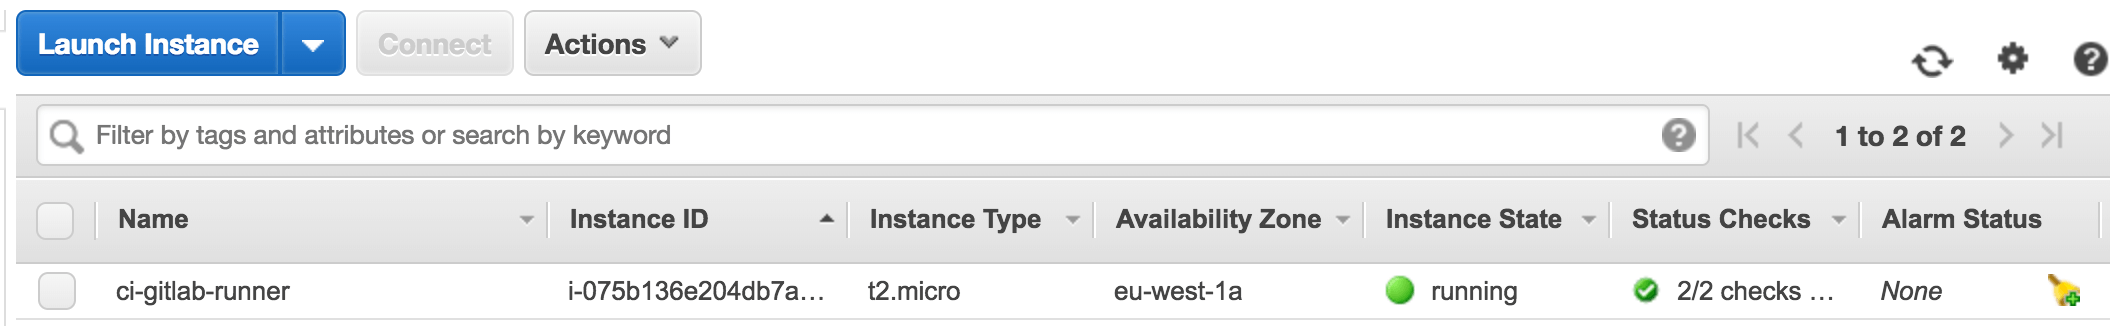 Launch Instance Connect Actions
Filter by tags and attributes or search by keyword ? 1 to 2 of 2
Name Instance ID Instance Type Availability Zone Instance State Status Checks Alarm Status
ci-gitlab-runner i-075b136e204db7a... t2.micro eu-west-1a running 2/2 checks ... None